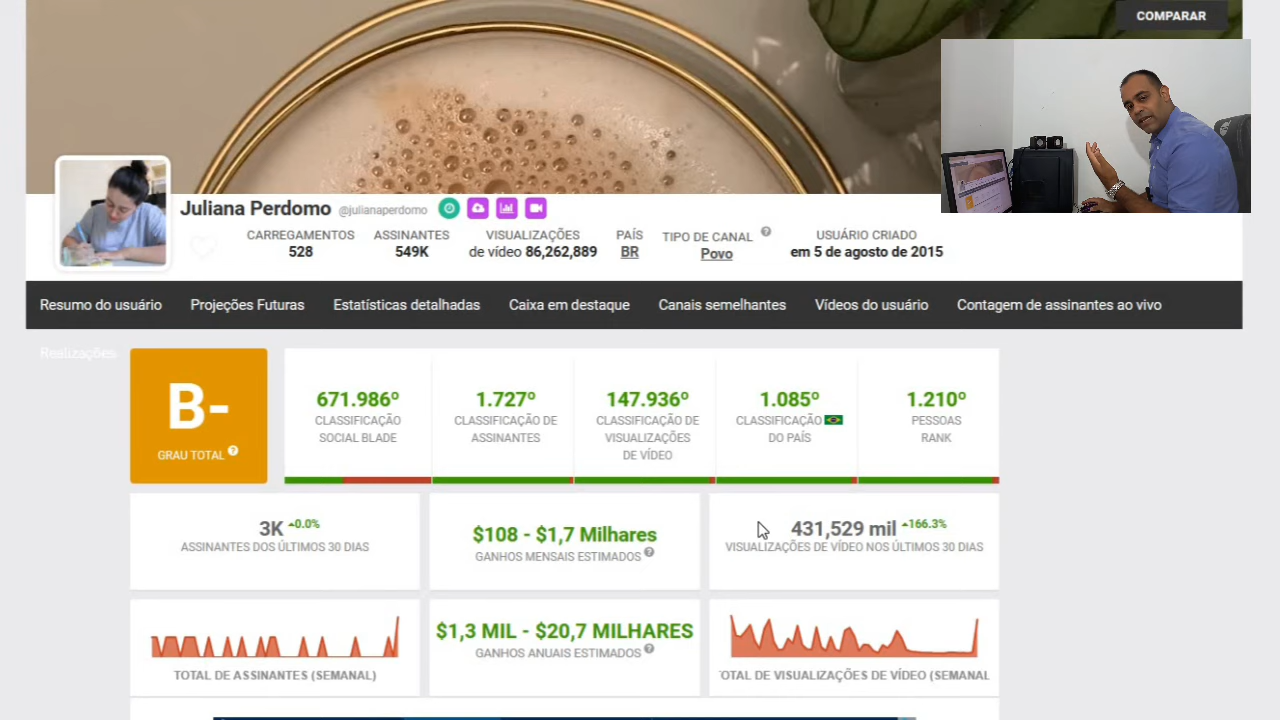 COMPARAR
Juliana Perdomo @julianaperdomo
CARREGAMENTOS
528
ASSINANTES
549K
VISUALIZAÇÕES
de vídeo 86,262,889
PAÍS
BR
TIPO DE CANAL ?
Povo
USUÁRIO CRIADO
em 5 de agosto de 2015
Resumo do usuário Projeções Futuras Estatísticas detalhadas Caixa em destaque Canais semelhantes Vídeos do usuário Contagem de assinantes ao vivo
Realizações
B-
GRAU TOTAL ?
671.986º
CLASSIFICAÇÃO
SOCIAL BLADE
1.727º
CLASSIFICAÇÃO DE
ASSINANTES
147.936º
CLASSIFICAÇÃO DE
VISUALIZAÇÕES
DE VÍDEO
1.085º
CLASSIFICAÇÃO
DO PAÍS
1.210º
PESSOAS
RANK
3K 0.0%
ASSINANTES DOS ÚLTIMOS 30 DIAS
$108 - $1,7 Milhares
GANHOS MENSAIS ESTIMADOS ?
431,529 mil 166.3%
VISUALIZAÇÕES DE VÍDEO NOS ÚLTIMOS 30 DIAS
TOTAL DE ASSINANTES (SEMANAL)
$1,3 MIL - $20,7 MILHARES
GANHOS ANUAIS ESTIMADOS ?
OTAL DE VISUALIZAÇÕES DE VÍDEO (SEMANAL